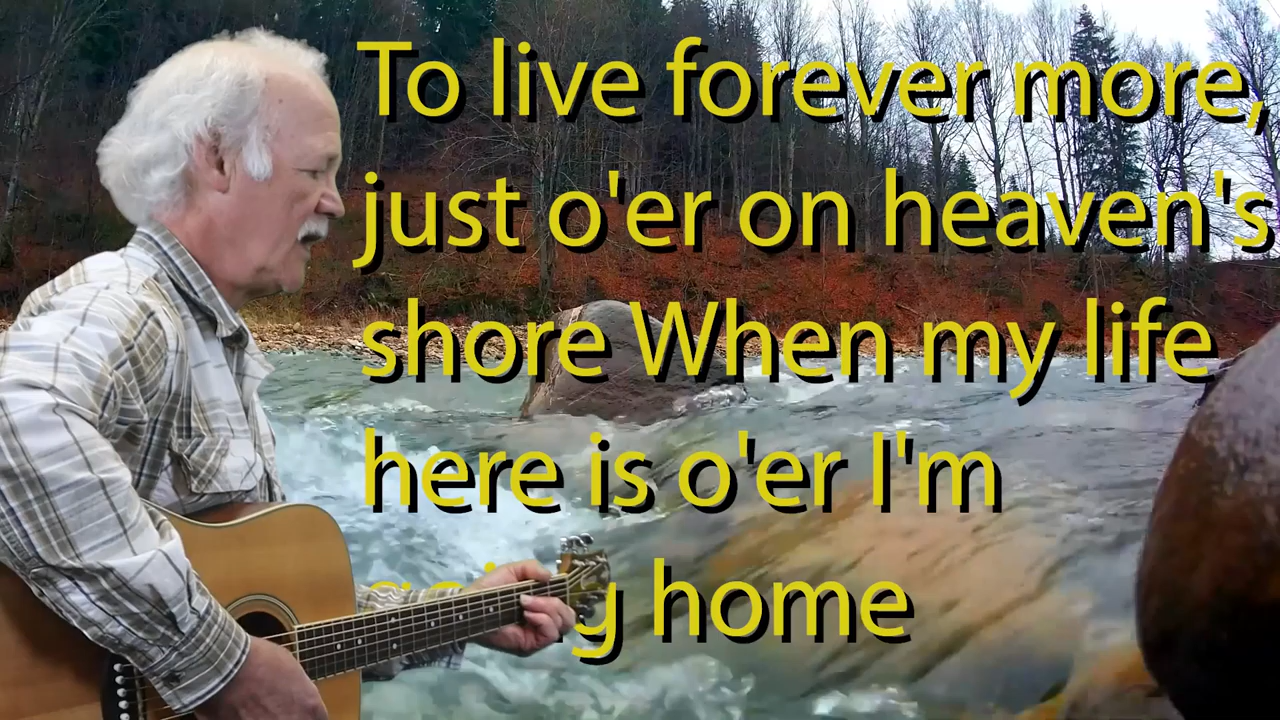 To live forever more,
just o'er on heaven's
shore When my life
here is o'er I'm
home